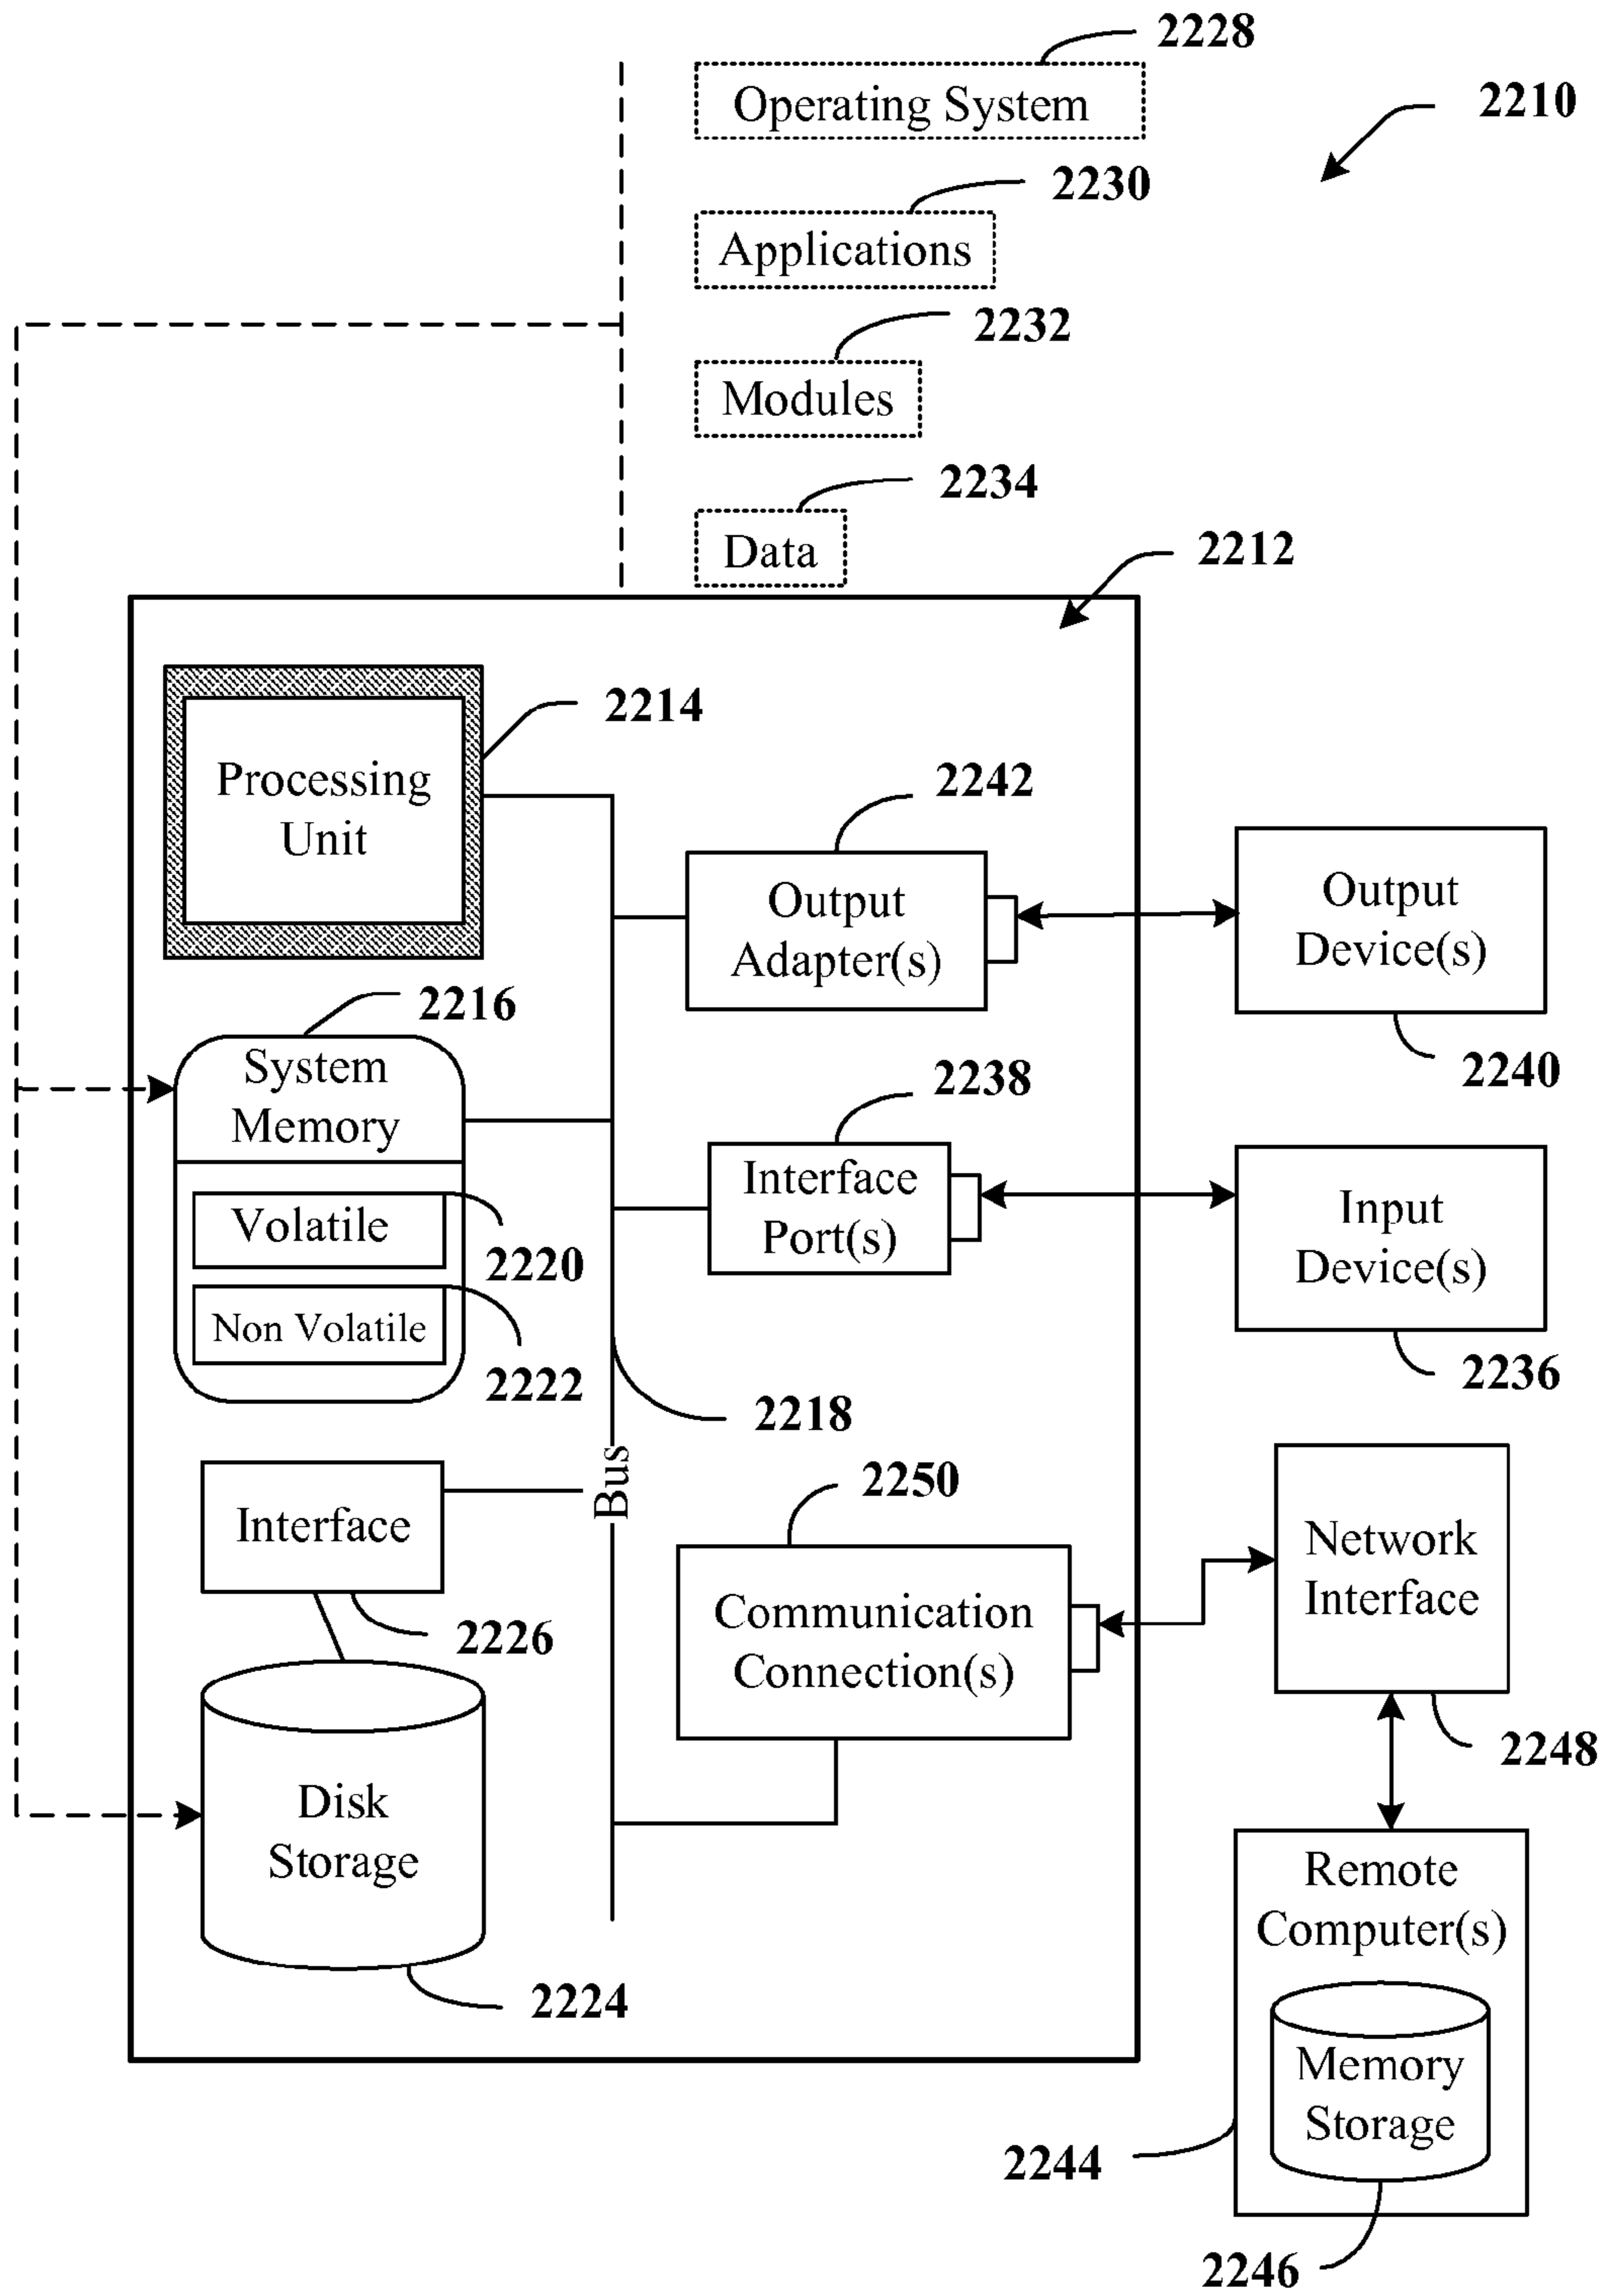 2228
Operating System
2210
2230
Applications
2232
Modules
2234
Data
2212
2214
Processing
Unit
2242
Output
Adapter(s)
Output
Device(s)
2240
2216
System
Memory
2238
Interface
Port(s)
Input
Device(s)
2236
Volatile
2220
Non Volatile
2222
2218
Bus
2250
Interface
2226
Communication
Connection(s)
Network
Interface
2248
Disk
Storage
2224
Remote
Computer(s)
Memory
Storage
2244
2246